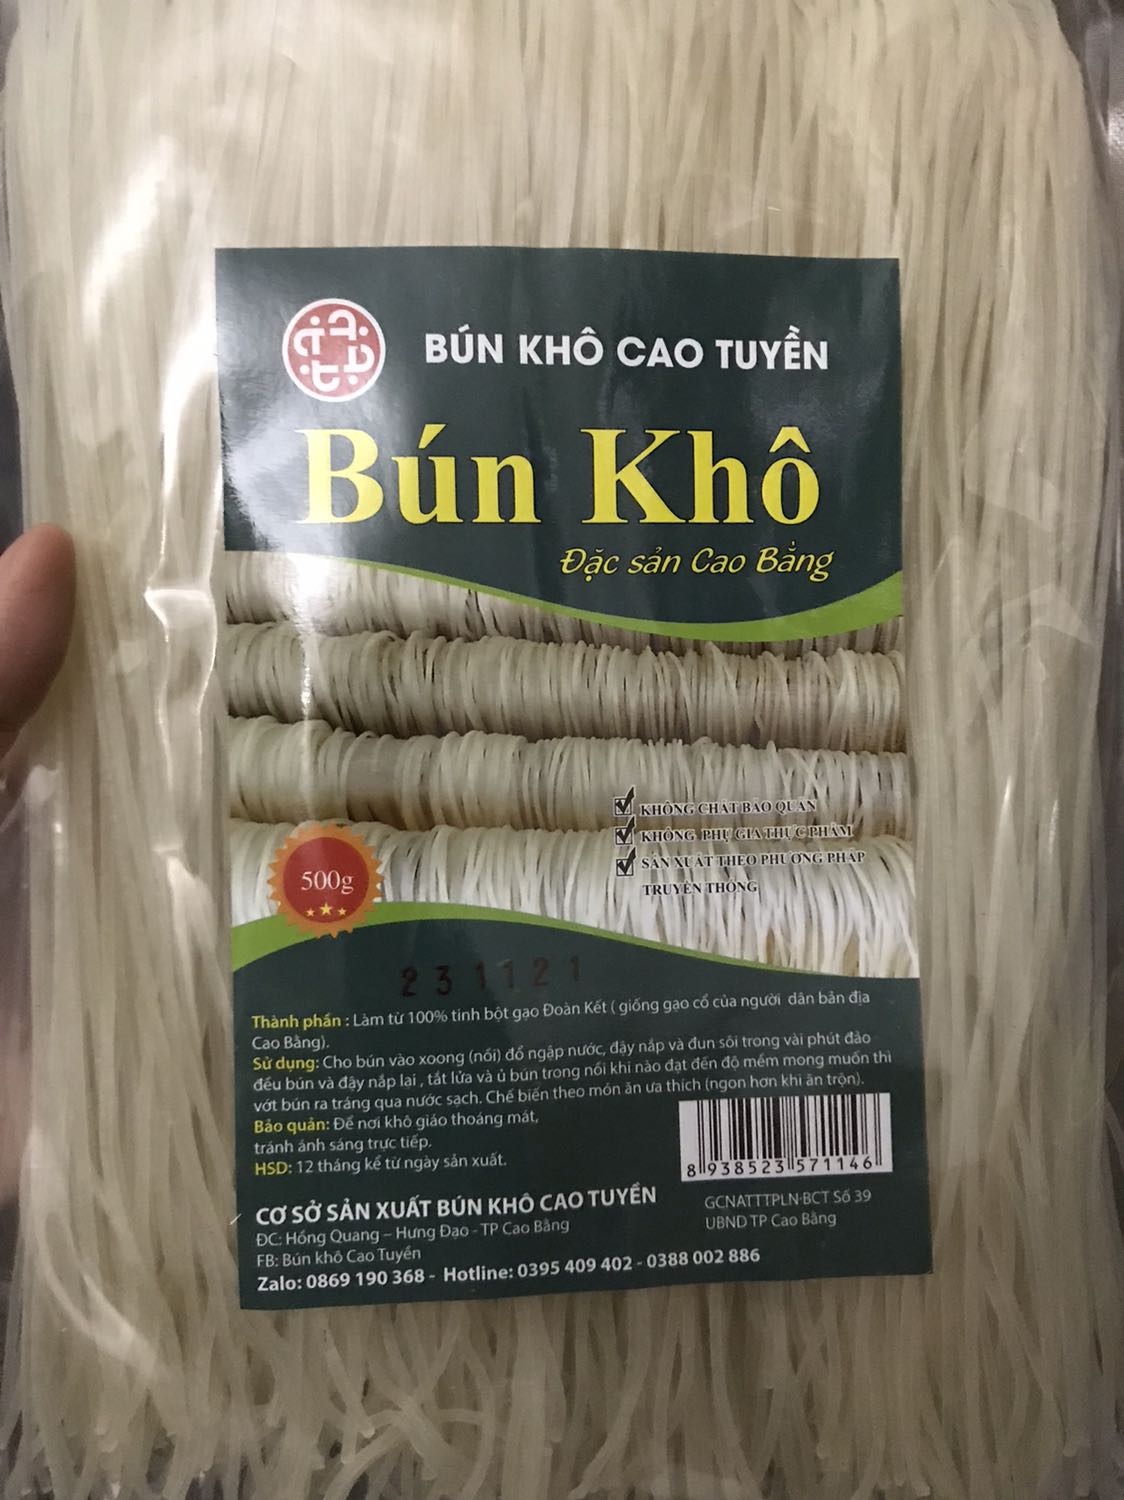 BÚN KHÔ CAO TUYỀN
Bún Khô
Đặc sản Cao Bằng
KHÔNG CHẤT BẢO QUẢN
KHÔNG PHỤ GIA THỰC PHẨM
SẢN XUẤT THEO PHƯƠNG PHÁP
TRUYỀN THỐNG
500g
231121
Thành phần : Làm từ 100% tinh bột gạo Đoàn Kết ( giống gạo cổ của người dân bản địa
Cao Bằng).
Sử dụng: Cho bún vào xoong (nồi) đổ ngập nước, đậy nắp và đun sôi trong vài phút đảo
đều bún và đậy nắp lại , tắt lửa và ủ bún trong nồi khi nào đạt đến độ mềm mong muốn thì
vớt bún ra tráng qua nước sạch. Chế biến theo món ăn ưa thích (ngon hơn khi ăn trộn).
Bảo quản: Để nơi khô giáo thoáng mát,
tránh ánh sáng trực tiếp.
HSD: 12 tháng kể từ ngày sản xuất.
8 938523 571146
CƠ SỞ SẢN XUẤT BÚN KHÔ CAO TUYỀN
ĐC: Hồng Quang – Hưng Đạo - TP Cao Bằng
FB: Bún khô Cao Tuyền
Zalo: 0869 190 368 - Hotline: 0395 409 402 - 0388 002 886
GCNATTTPLN-BCT Số 39
UBND TP Cao Bằng